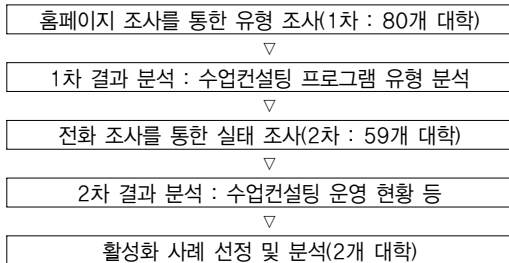 홈페이지 조사를 통한 유형 조사(1차 : 80개 대학)
▽
1차 결과 분석 : 수업컨설팅 프로그램 유형 분석
▽
전화 조사를 통한 실태 조사(2차 : 59개 대학)
▽
2차 결과 분석 : 수업컨설팅 운영 현황 등
▽
활성화 사례 선정 및 분석(2개 대학)